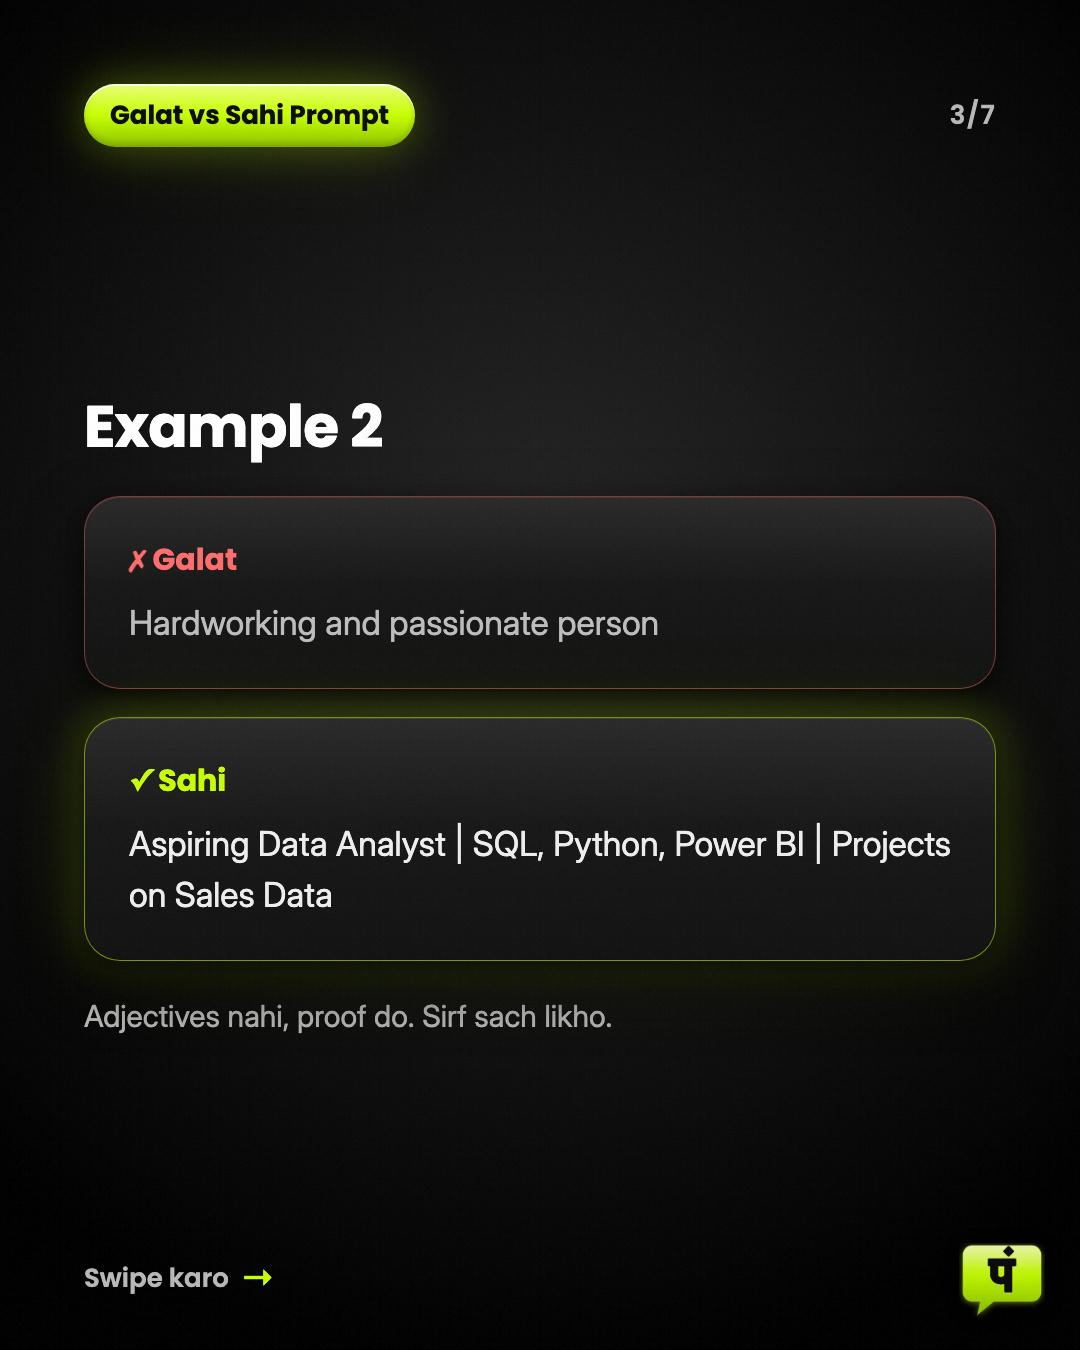 Galat vs Sahi Prompt
3/7
Example 2
✗ Galat
Hardworking and passionate person
✓ Sahi
Aspiring Data Analyst | SQL, Python, Power BI | Projects
on Sales Data
Adjectives nahi, proof do. Sirf sach likho.
Swipe karo →
पं